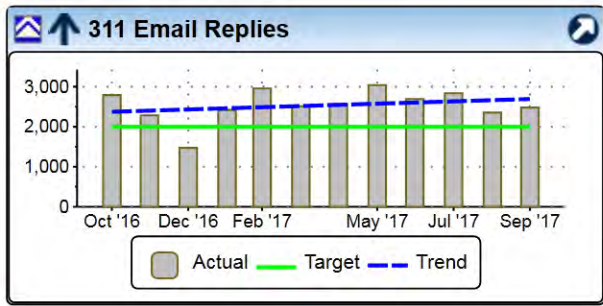 311 Email Replies
3,000
2,000
1,000
0
Oct '16 Dec '16 Feb '17 May '17 Jul '17 Sep '17
Actual Target Trend